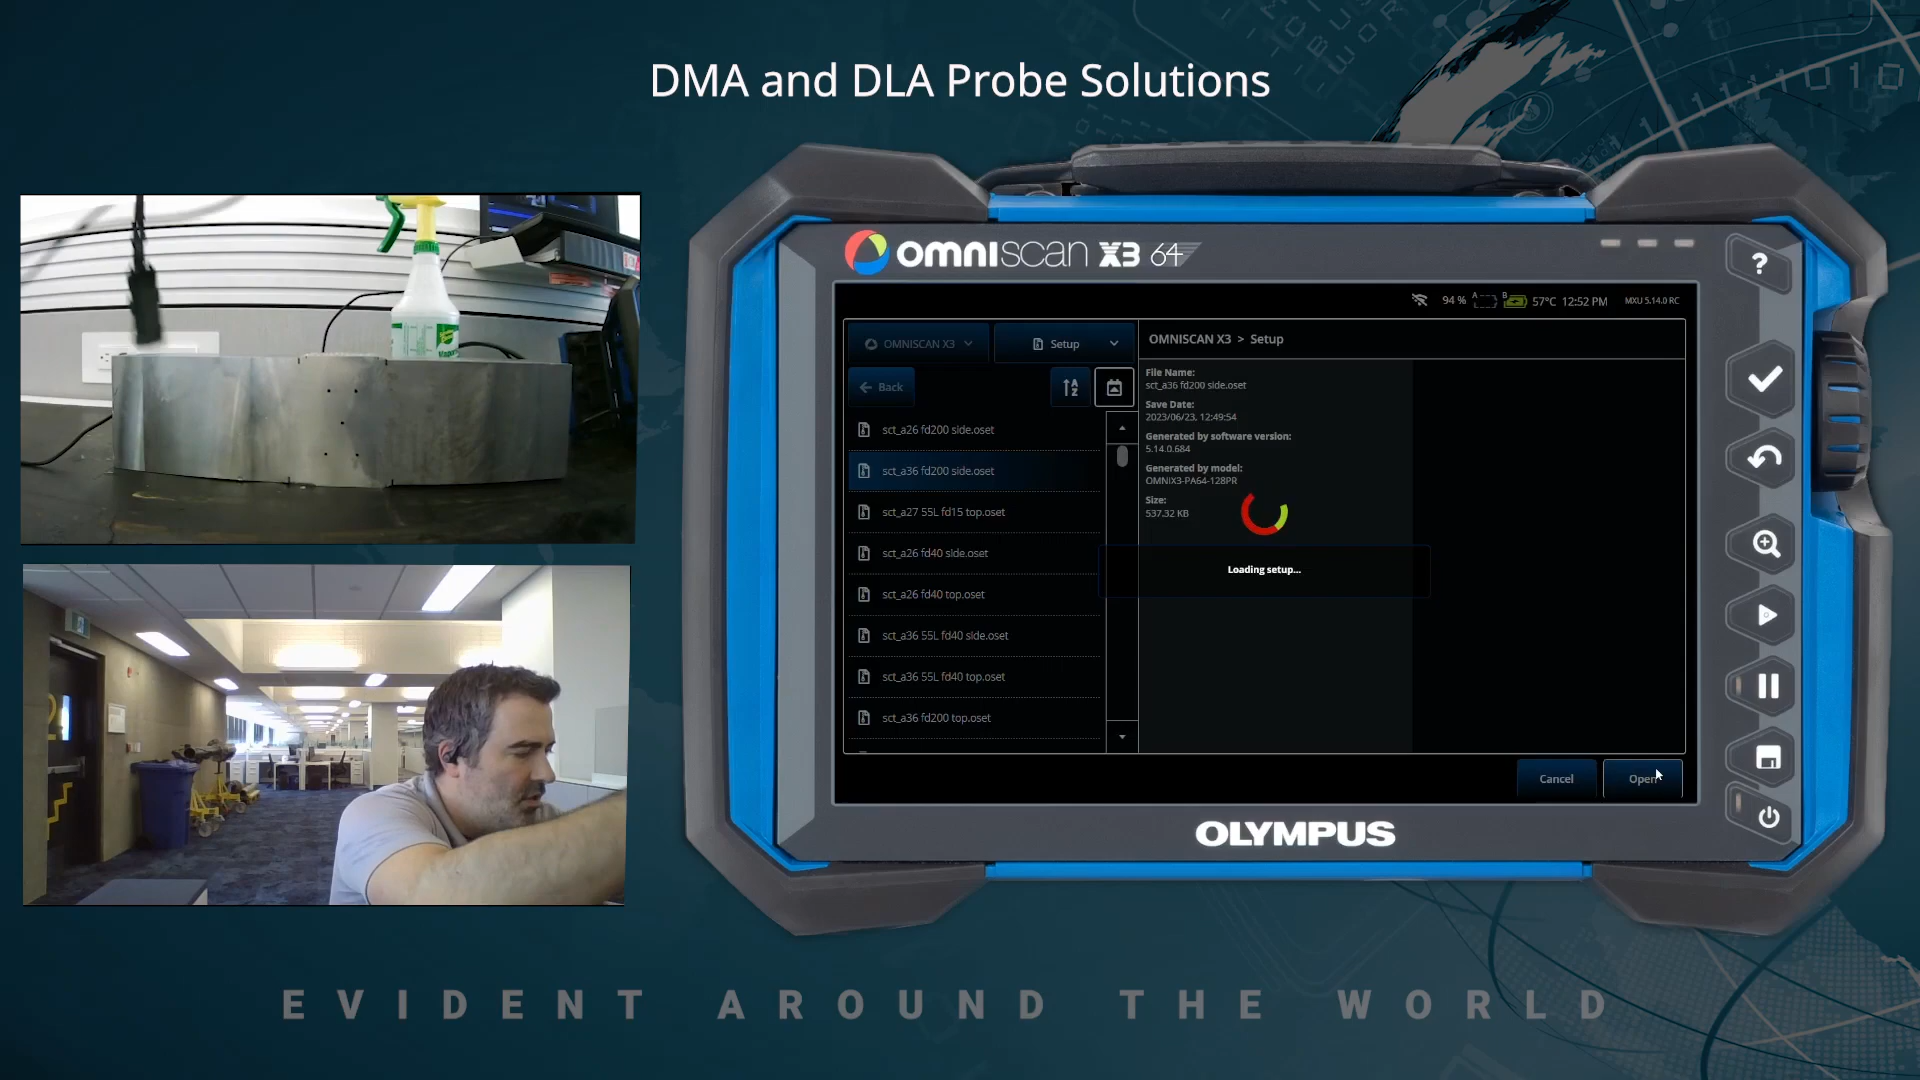 DMA and DLA Probe Solutions
OMNISCAN X3 64
?
94 % A B 57°C 12:52 PM MXU 5.14.0 RC
OMNISCAN X3
Setup
OMNISCAN X3 > Setup
Back
File Name:
sct_a36 fd200 side.oset
Save Date:
2023/06/23, 12:49:54
Generated by software version:
5.14.0.684
Generated by model:
OMNIX3-PA64-128PR
Size:
537.32 KB
sct_a26 fd200 side.oset
sct_a36 fd200 side.oset
sct_a27 55L fd15 top.oset
sct_a26 fd40 side.oset
sct_a26 fd40 top.oset
sct_a36 55L fd40 side.oset
sct_a36 55L fd40 top.oset
sct_a36 fd200 top.oset
Loading setup...
Cancel
Open
OLYMPUS
EVIDENT AROUND THE WORLD